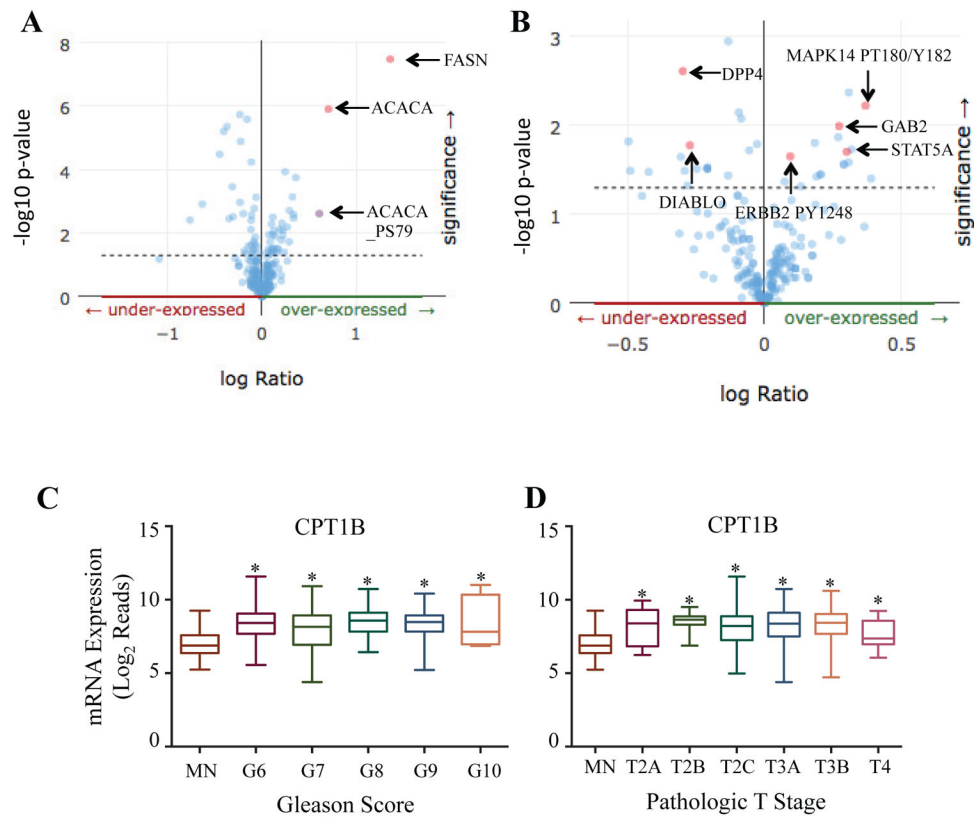 A
8
6
4
2
0
-log10 p-value
FASN
ACACA
ACACA
_PS79
significance →
← under-expressed
over-expressed →
−1
0
1
log Ratio
B
3
2
1
0
-log10 p-value
DPP4
MAPK14 PT180/Y182
GAB2
STAT5A
DIABLO
ERBB2 PY1248
significance →
← under-expressed
over-expressed →
−0.5
0
0.5
log Ratio
C
CPT1B
15
10
5
0
mRNA Expression
(Log2 Reads)
* * * * *
MN G6 G7 G8 G9 G10
Gleason Score
D
CPT1B
15
10
5
0
* * * * * *
MN T2A T2B T2C T3A T3B T4
Pathologic T Stage